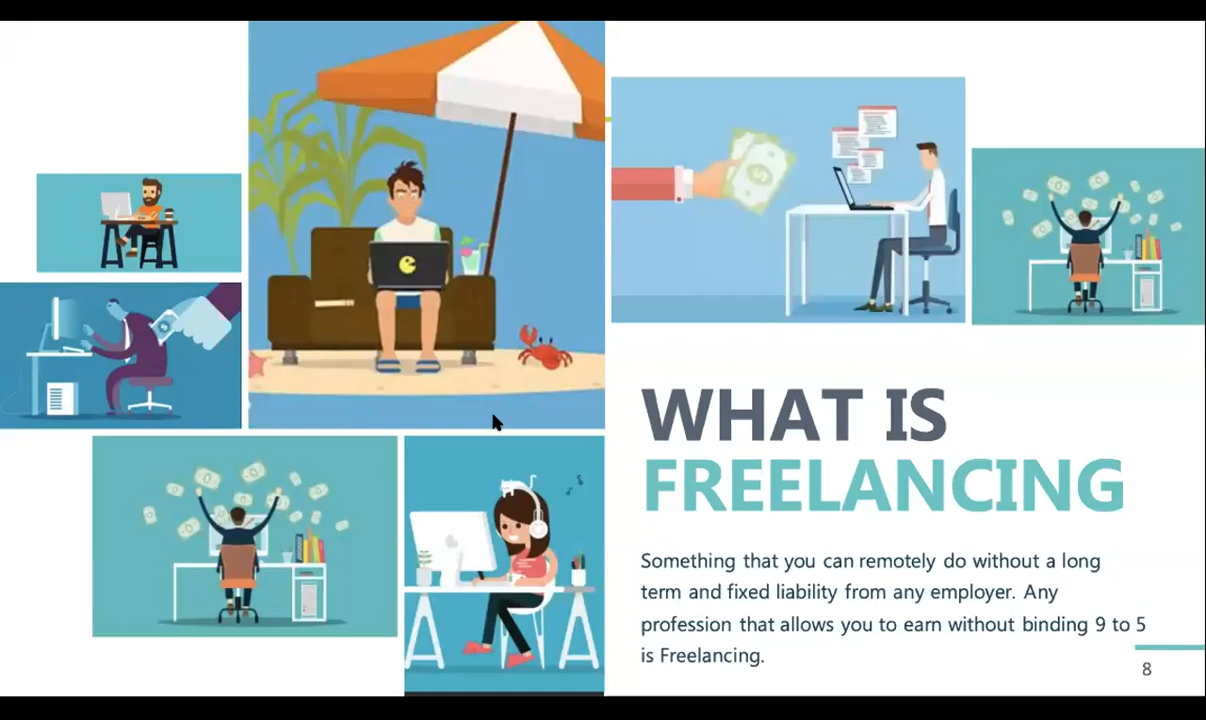 WHAT IS
FREELANCING
Something that you can remotely do without a long
term and fixed liability from any employer. Any
profession that allows you to earn without binding 9 to 5
is Freelancing.
8